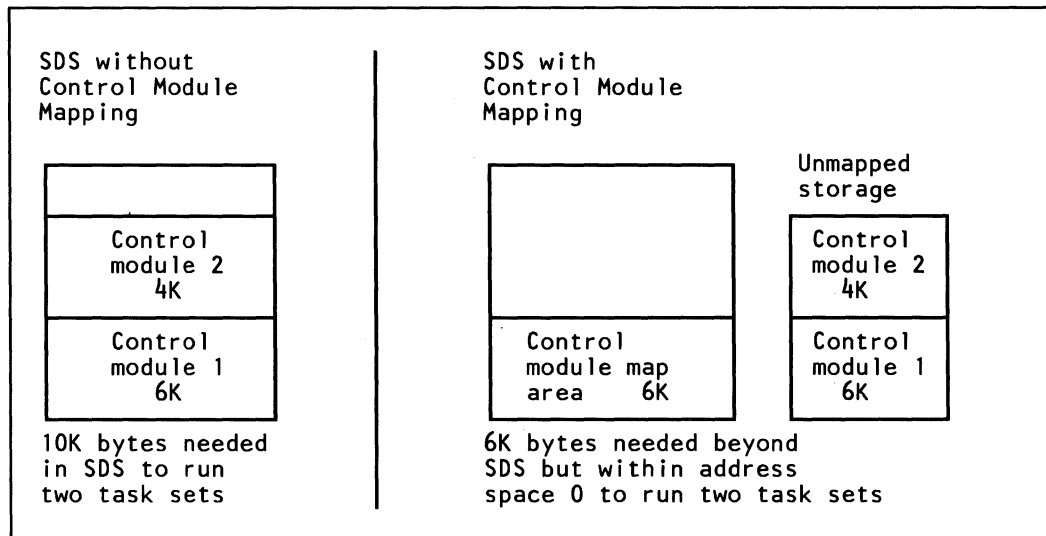 SDS without
Control Module
Mapping
Control
module 2
4K
Control
module 1
6K
10K bytes needed
in SDS to run
two task sets
SDS with
Control Module
Mapping
Control
module map
area 6K
Unmapped
storage
Control
module 2
4K
Control
module 1
6K
6K bytes needed beyond
SDS but within address
space 0 to run two task sets